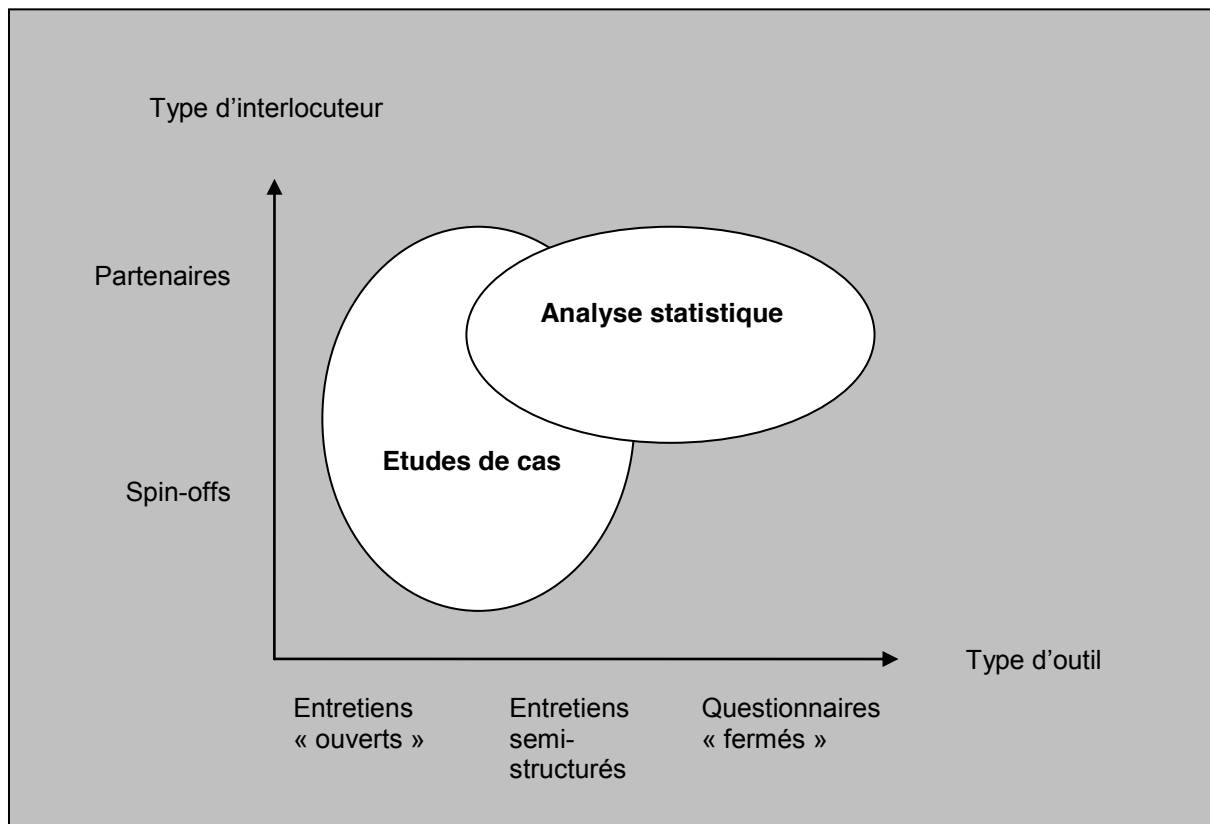 Type d’interlocuteur
Partenaires
Analyse statistique
Etudes de cas
Spin-offs
Type d’outil
Entretiens
« ouverts »
Entretiens
semi-
structurés
Questionnaires
« fermés »